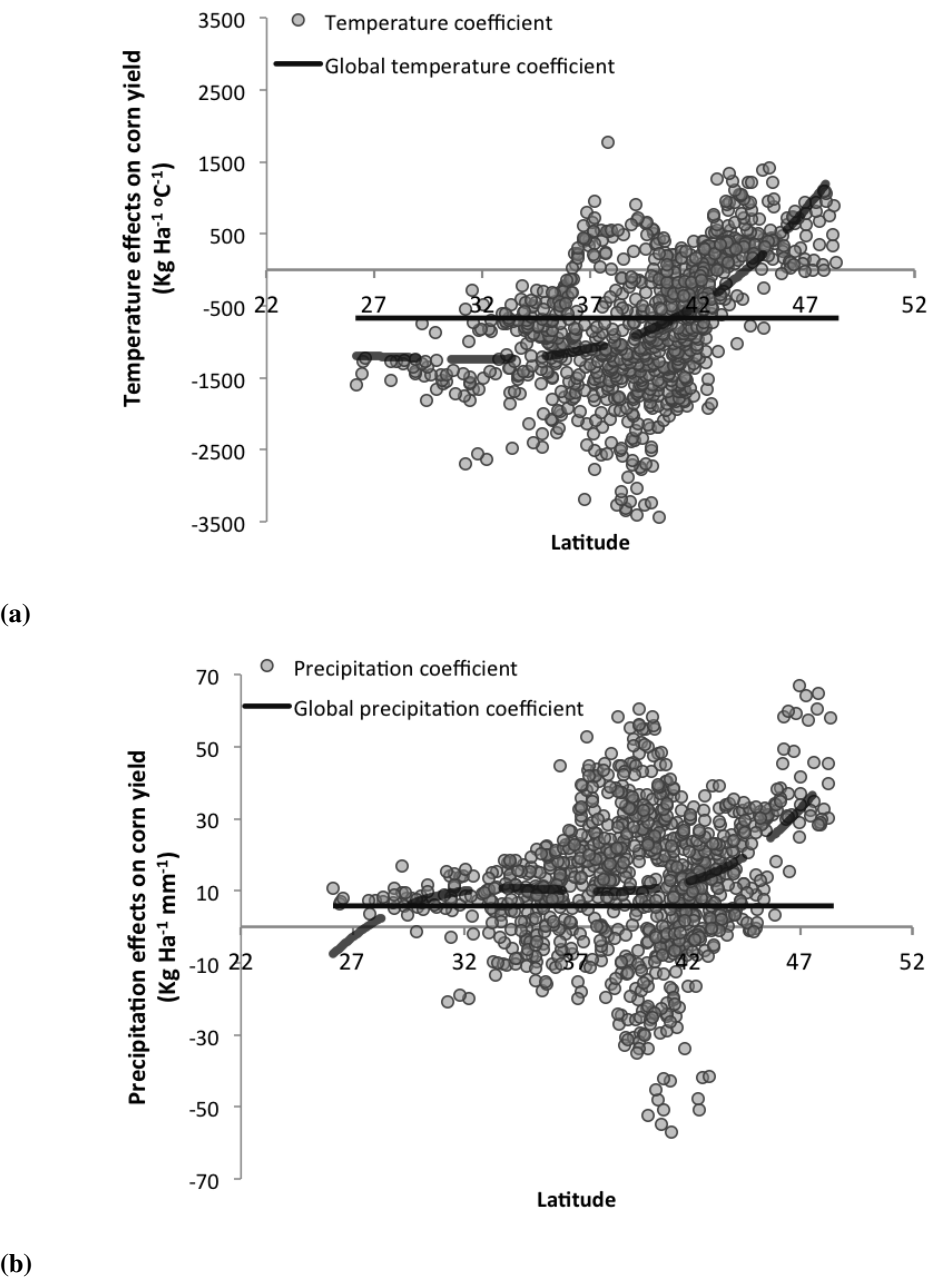 3500
Temperature coefficient
Global temperature coefficient
2500
1500
500
-500
-1500
-2500
-3500
22
27
32
37
42
47
52
Temperature effects on corn yield
(Kg Ha-1 ºC-1)
Latitude
(a)
70
Precipitation coefficient
Global precipitation coefficient
50
30
10
-10
-30
-50
-70
22
27
32
37
42
47
52
Precipitation effects on corn yield
(Kg Ha-1 mm-1)
Latitude
(b)